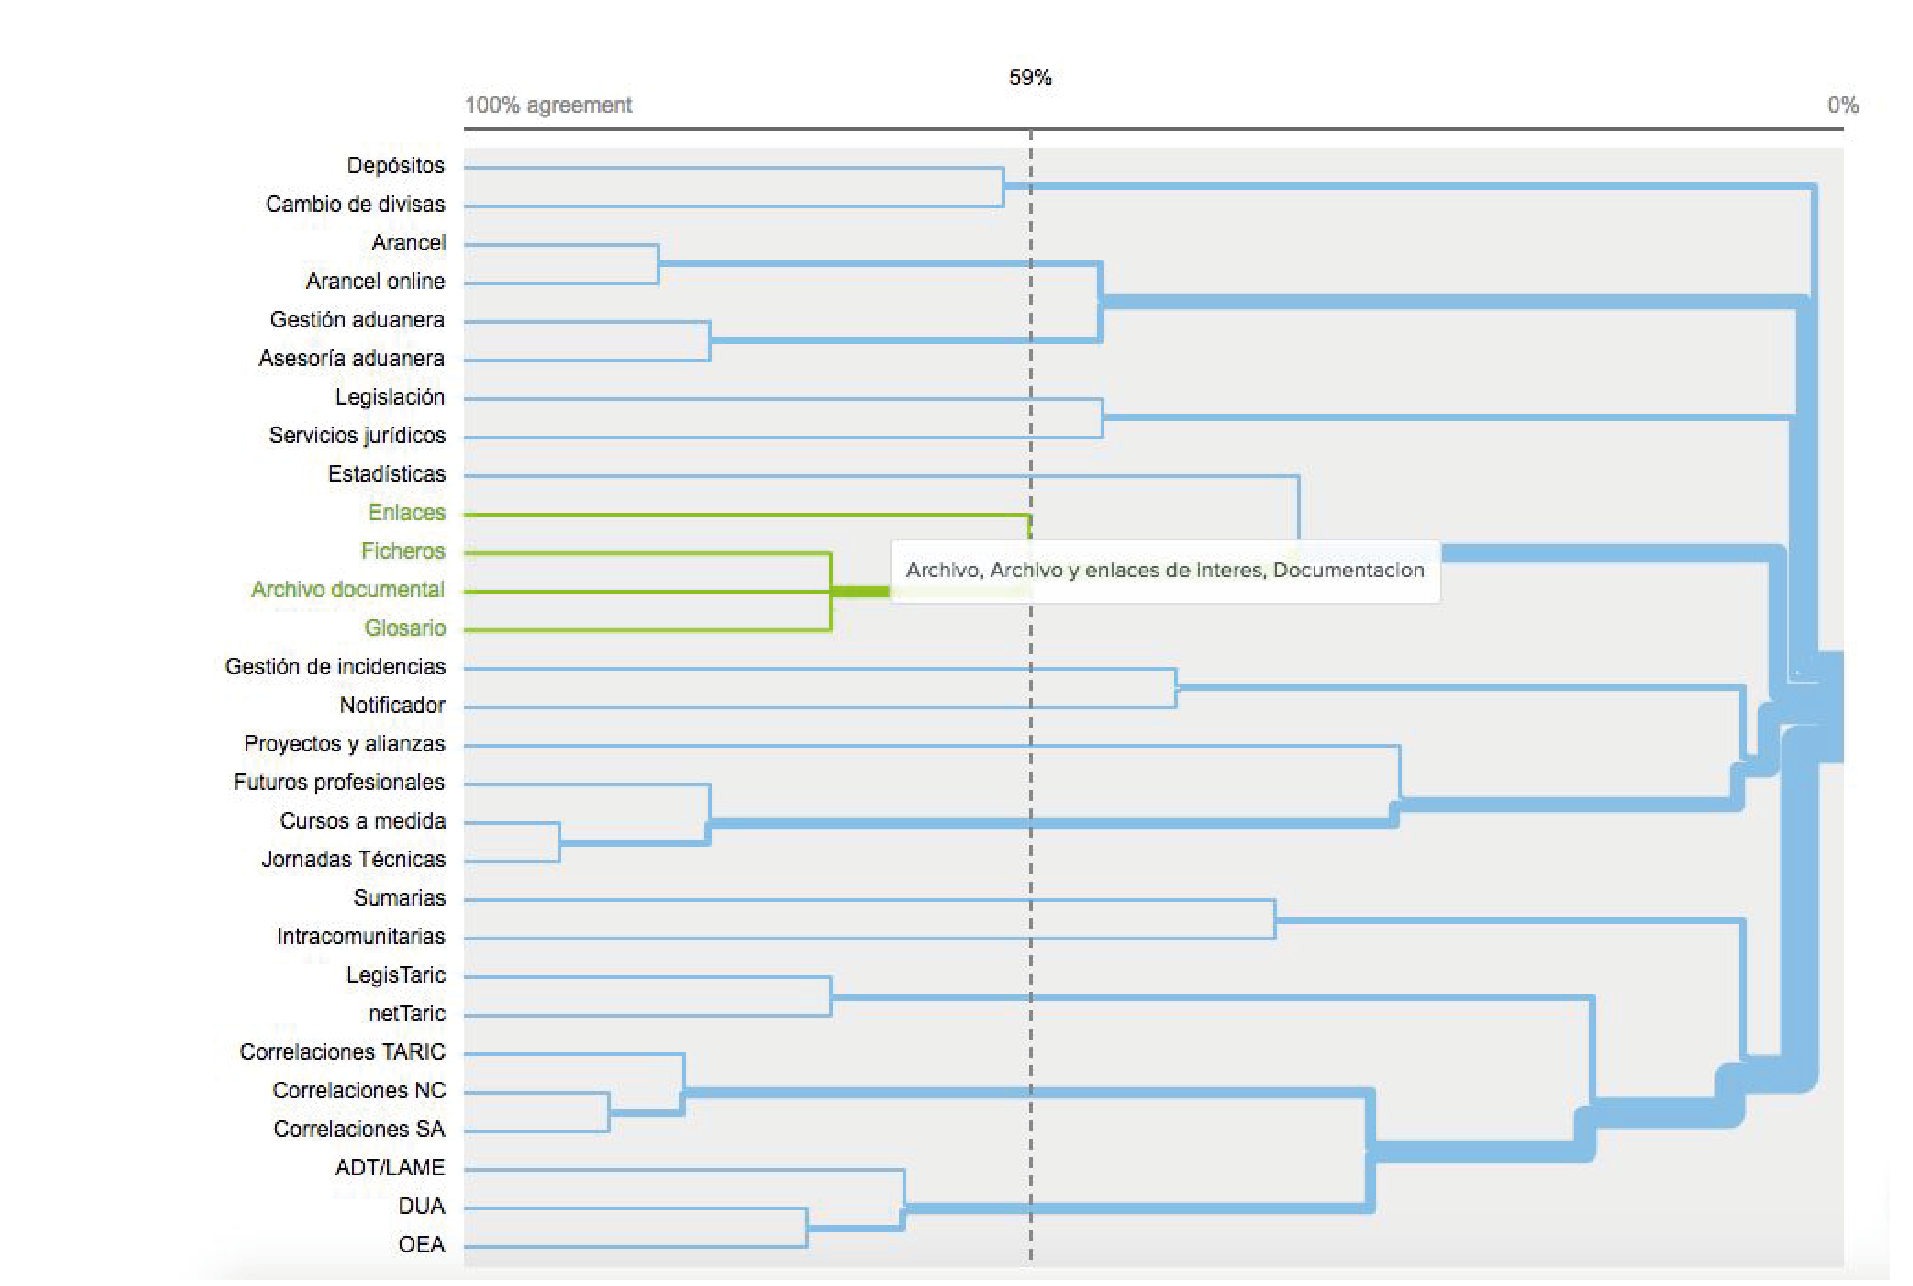 59%
100% agreement 0%
Depósitos
Cambio de divisas
Arancel
Arancel online
Gestión aduanera
Asesoría aduanera
Legislación
Servicios jurídicos
Estadísticas
Enlaces
Ficheros
Archivo, Archivo y enlaces de interes, Documentacion
Archivo documental
Glosario
Gestión de incidencias
Notificador
Proyectos y alianzas
Futuros profesionales
Cursos a medida
Jornadas Técnicas
Sumarias
Intracomunitarias
LegisTaric
netTaric
Correlaciones TARIC
Correlaciones NC
Correlaciones SA
ADT/LAME
DUA
OEA